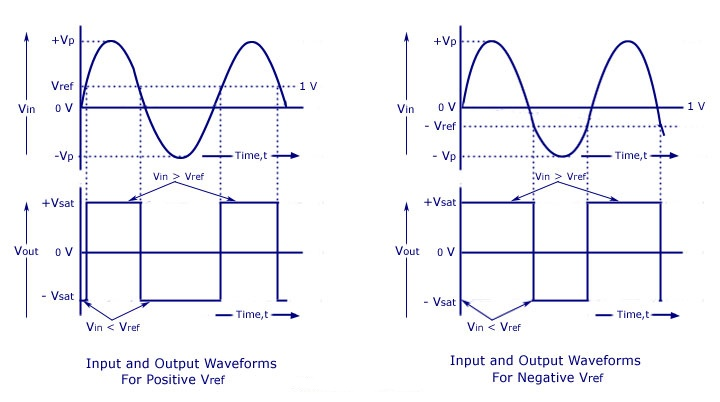 +Vp
Vref
1 V
Vin
0 V
-Vp
Time,t
Vin > Vref
+Vsat
Vout
0 V
- Vsat
Time,t
Vin < Vref
Input and Output Waveforms
For Positive Vref
+Vp
Vin
0 V
1 V
- Vref
- Vp
Time,t
Vin > Vref
+Vsat
Vout
0 V
- Vsat
Time,t
Vin < Vref
Input and Output Waveforms
For Negative Vref